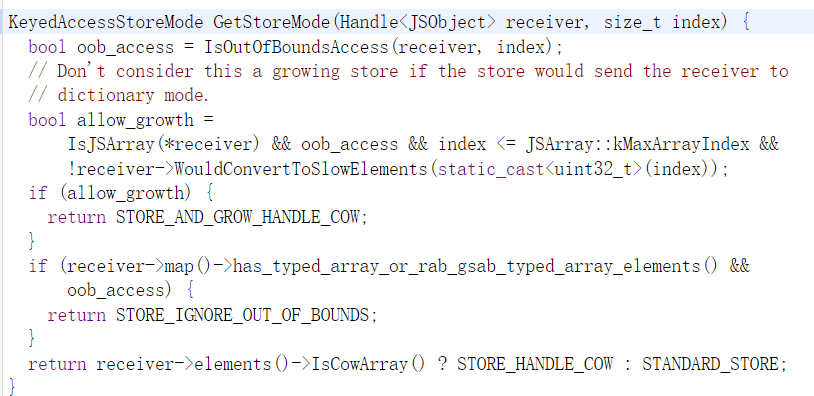 KeyedAccessStoreMode GetStoreMode(Handle<JSObject> receiver, size_t index) {
  bool oob_access = IsOutOfBoundsAccess(receiver, index);
  // Don't consider this a growing store if the store would send the receiver to
  // dictionary mode.
  bool allow_growth =
      IsJSArray(*receiver) && oob_access && index <= JSArray::kMaxArrayIndex &&
      !receiver->WouldConvertToSlowElements(static_cast<uint32_t>(index));
  if (allow_growth) {
    return STORE_AND_GROW_HANDLE_COW;
  }
  if (receiver->map()->has_typed_array_or_rab_gsab_typed_array_elements() &&
      oob_access) {
    return STORE_IGNORE_OUT_OF_BOUNDS;
  }
  return receiver->elements()->IsCowArray() ? STORE_HANDLE_COW : STANDARD_STORE;
}